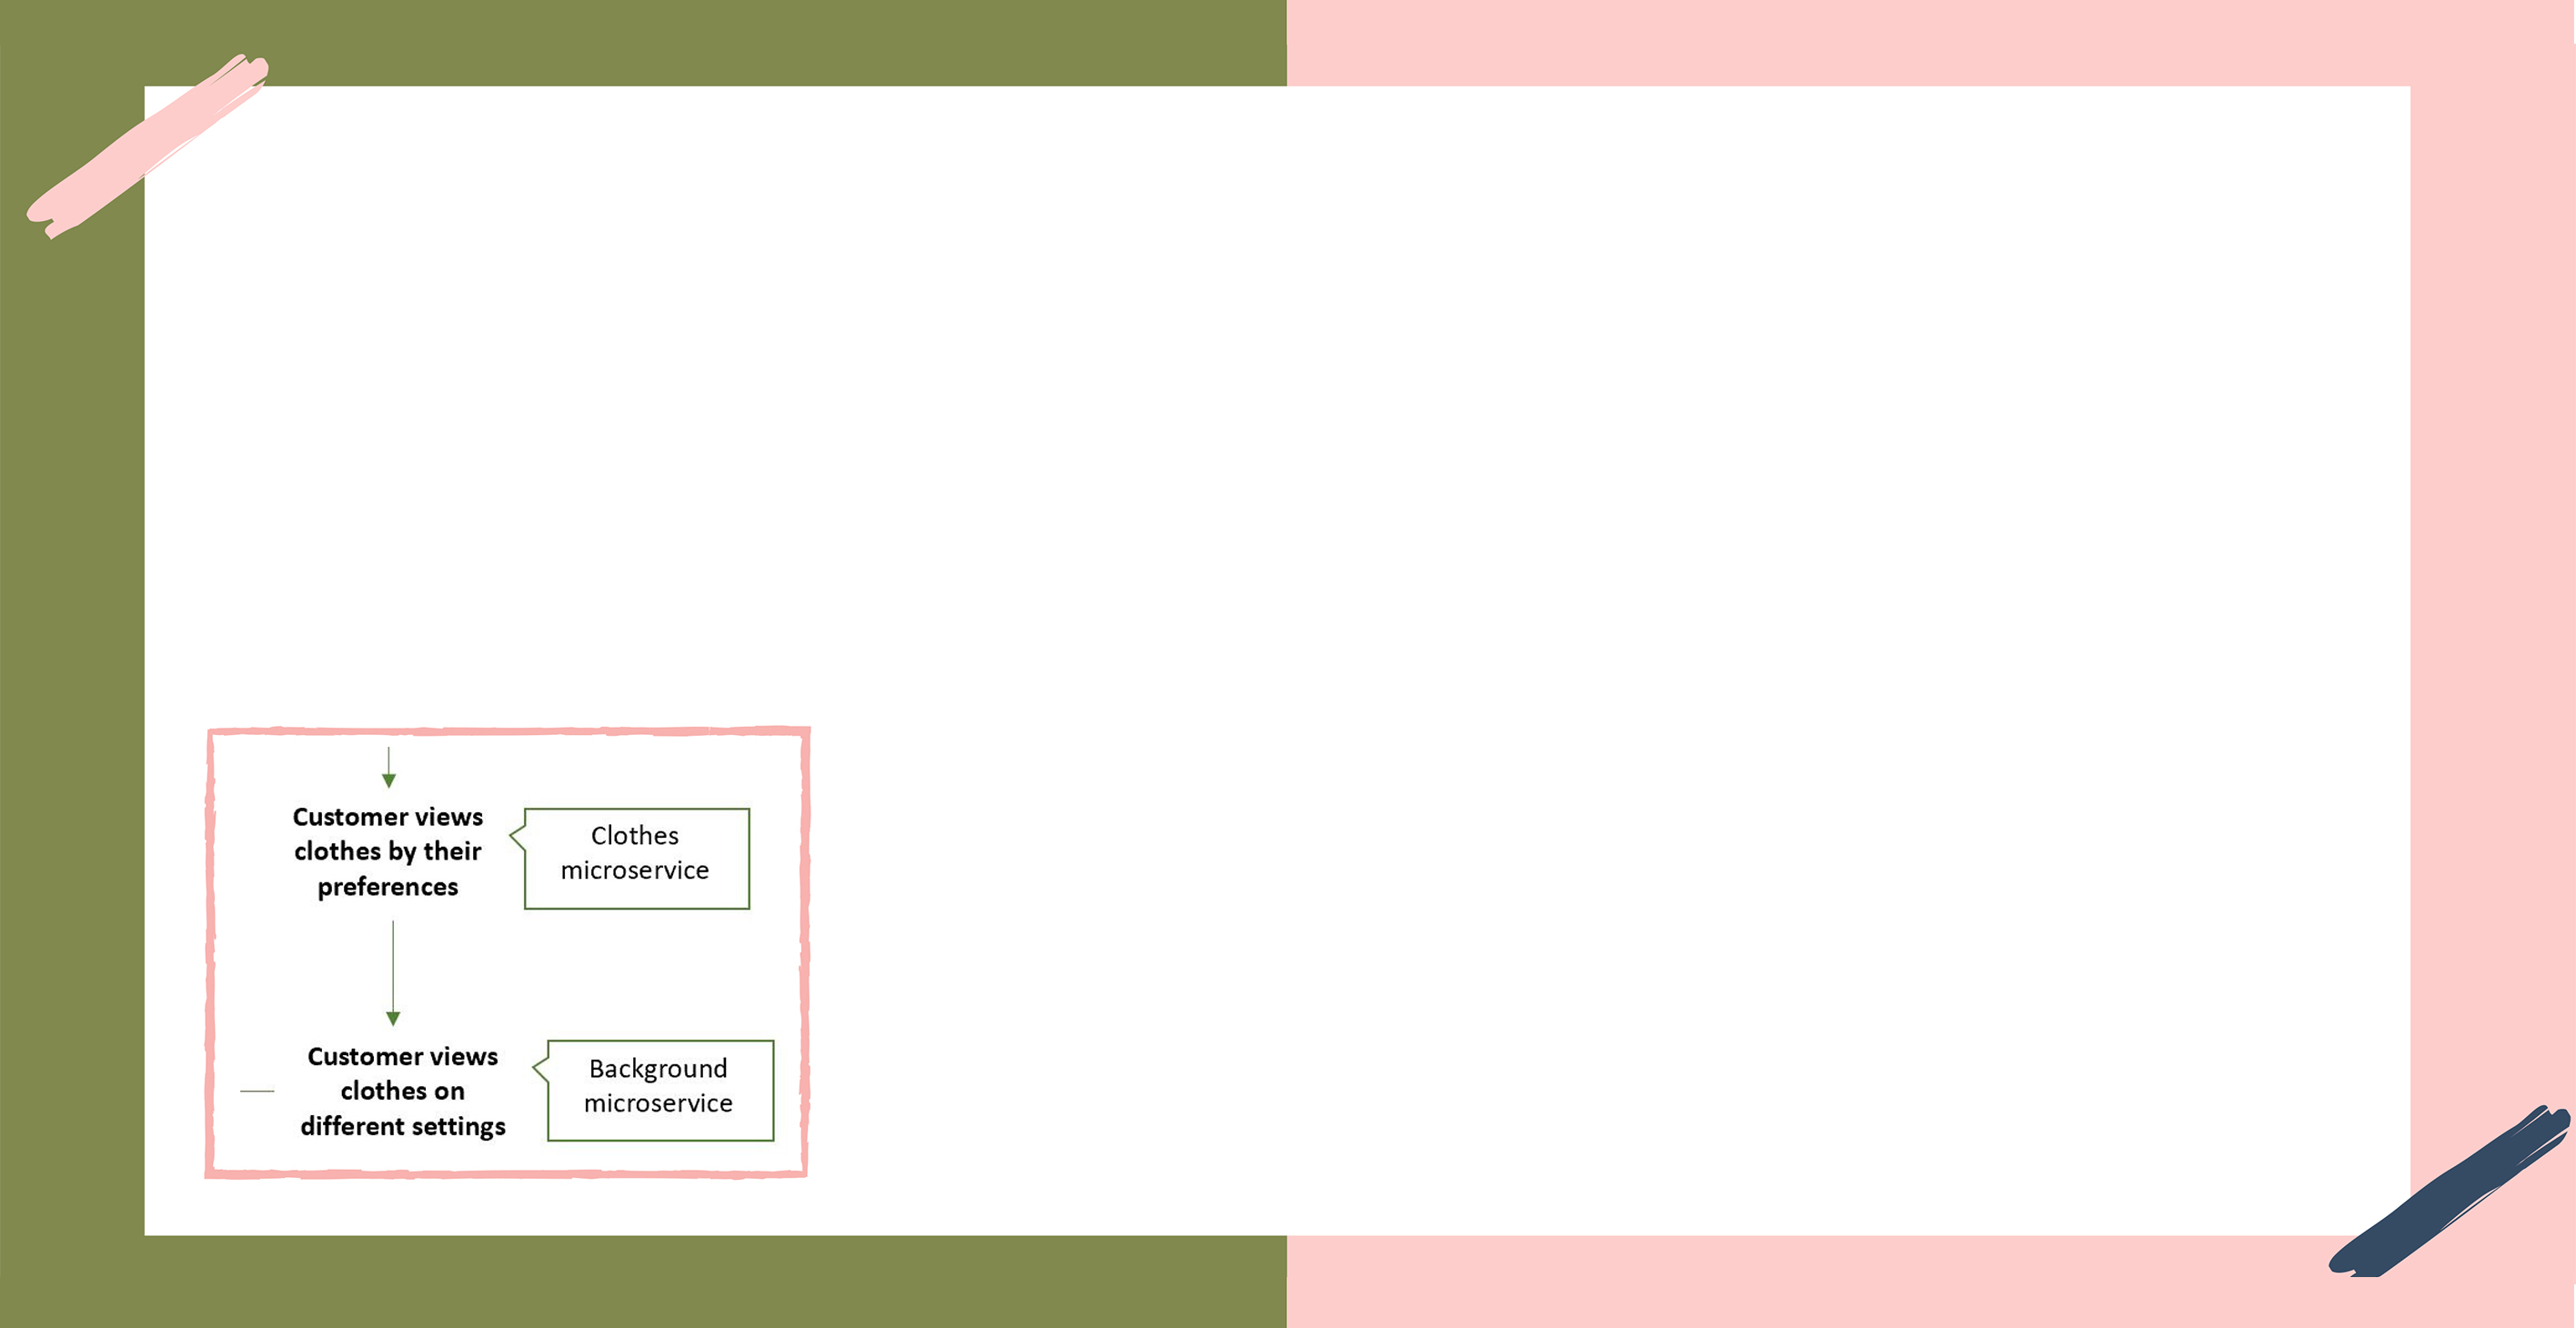 Customer views
clothes by their
preferences
Clothes
microservice
Customer views
clothes on
different settings
Background
microservice